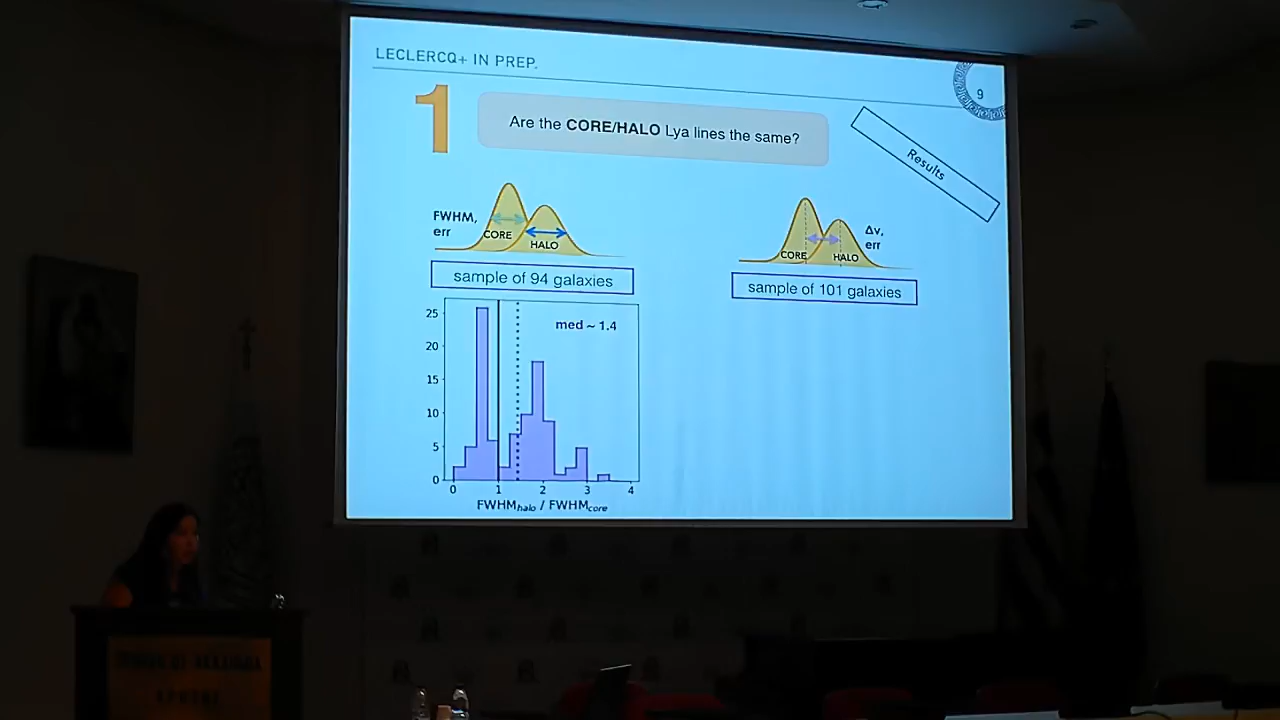 LECLERCQ+ IN PREP.
9
1
Are the CORE/HALO Lya lines the same?
Results
FWHM,
err
CORE
HALO
sample of 94 galaxies
Δv,
err
CORE
HALO
sample of 101 galaxies
med ~ 1.4
25
20
15
10
5
0
0 1 2 3 4
FWHMhalo / FWHMcore